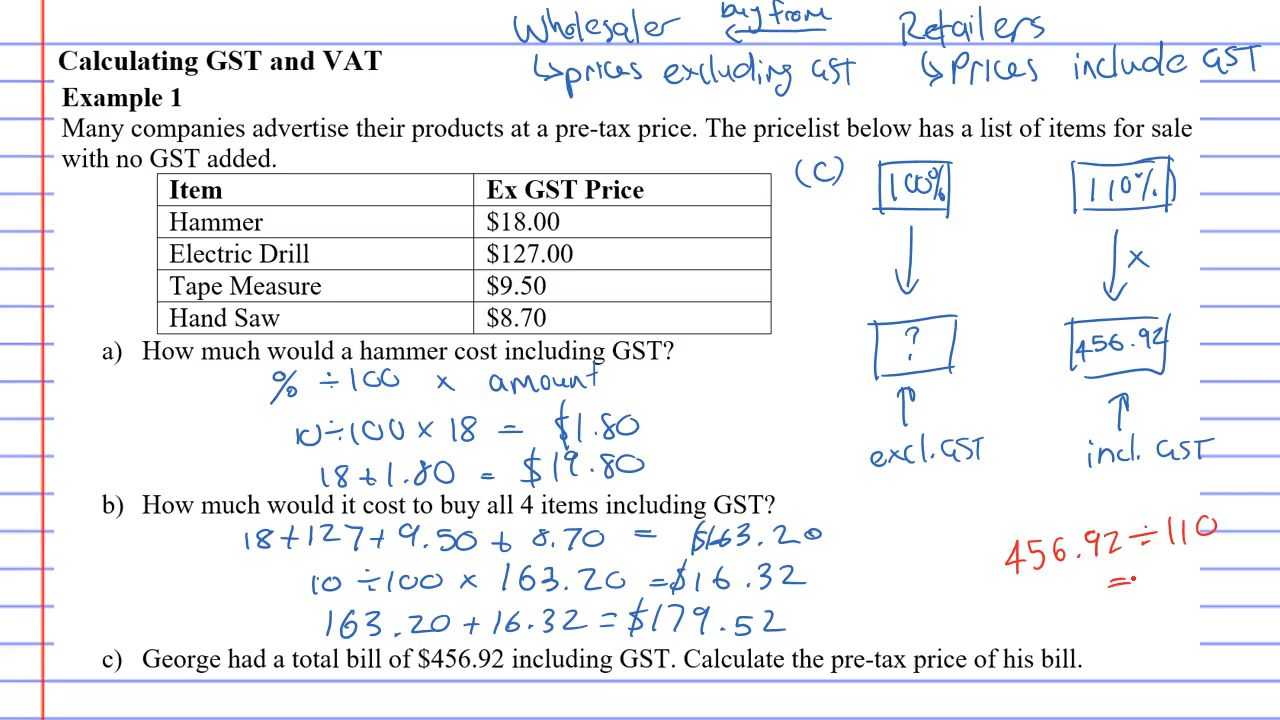 Wholesaler buy from Retailers
↳prices excluding GST ↳Prices include GST
Calculating GST and VAT
Example 1
Many companies advertise their products at a pre-tax price. The pricelist below has a list of items for sale
with no GST added.
Item Ex GST Price
Hammer $18.00
Electric Drill $127.00
Tape Measure $9.50
Hand Saw $8.70
(C) 100% 110%
×
? 456.92
excl. GST incl. GST
a) How much would a hammer cost including GST?
% ÷100 × amount
10÷100 × 18 = $1.80
18+1.80 = $19.80
b) How much would it cost to buy all 4 items including GST?
18+127+9.50+8.70 = $163.20
10÷100 × 163.20 =$16.32
163.20+16.32=$179.52
456.92÷110
=
c) George had a total bill of $456.92 including GST. Calculate the pre-tax price of his bill.